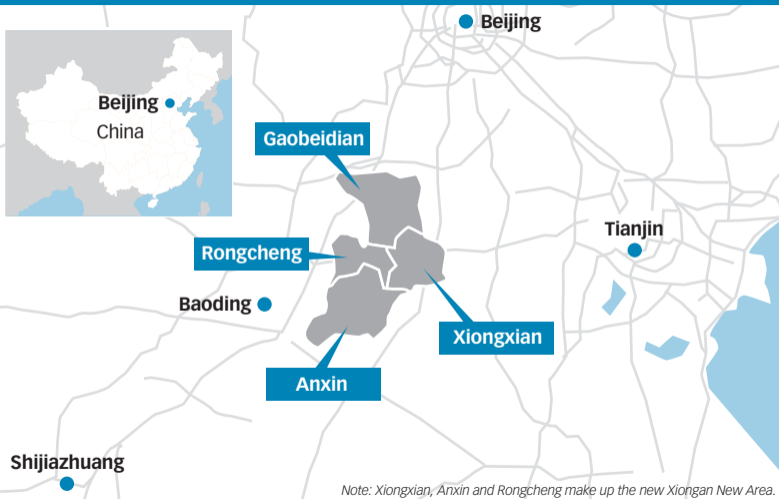 Beijing
Beijing
China
Gaobeidian
Tianjin
Rongcheng
Baoding
Xiongxian
Anxin
Shijiazhuang
Note: Xiongxian, Anxin and Rongcheng make up the new Xiongan New Area.